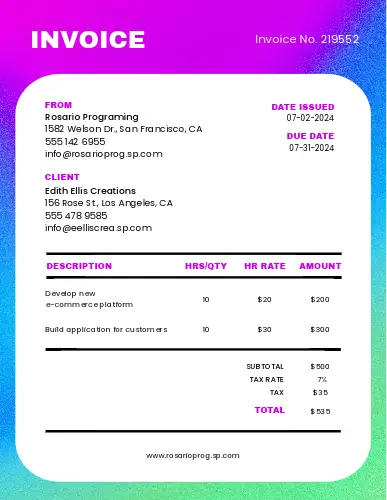 INVOICE
Invoice No. 219552
FROM
Rosario Programing
1582 Welson Dr., San Francisco, CA
555 142 6955
info@rosarioprog.sp.com
DATE ISSUED
07-02-2024
DUE DATE
07-31-2024
CLIENT
Edith Ellis Creations
156 Rose St., Los Angeles, CA
555 478 9585
info@eelliscrea.sp.com
DESCRIPTION HRS/QTY HR RATE AMOUNT
Develop new
e-commerce platform 10 $20 $200
Build application for customers 10 $30 $300
SUBTOTAL $500
TAX RATE 7%
TAX $35
TOTAL $535
www.rosarioprog.sp.com